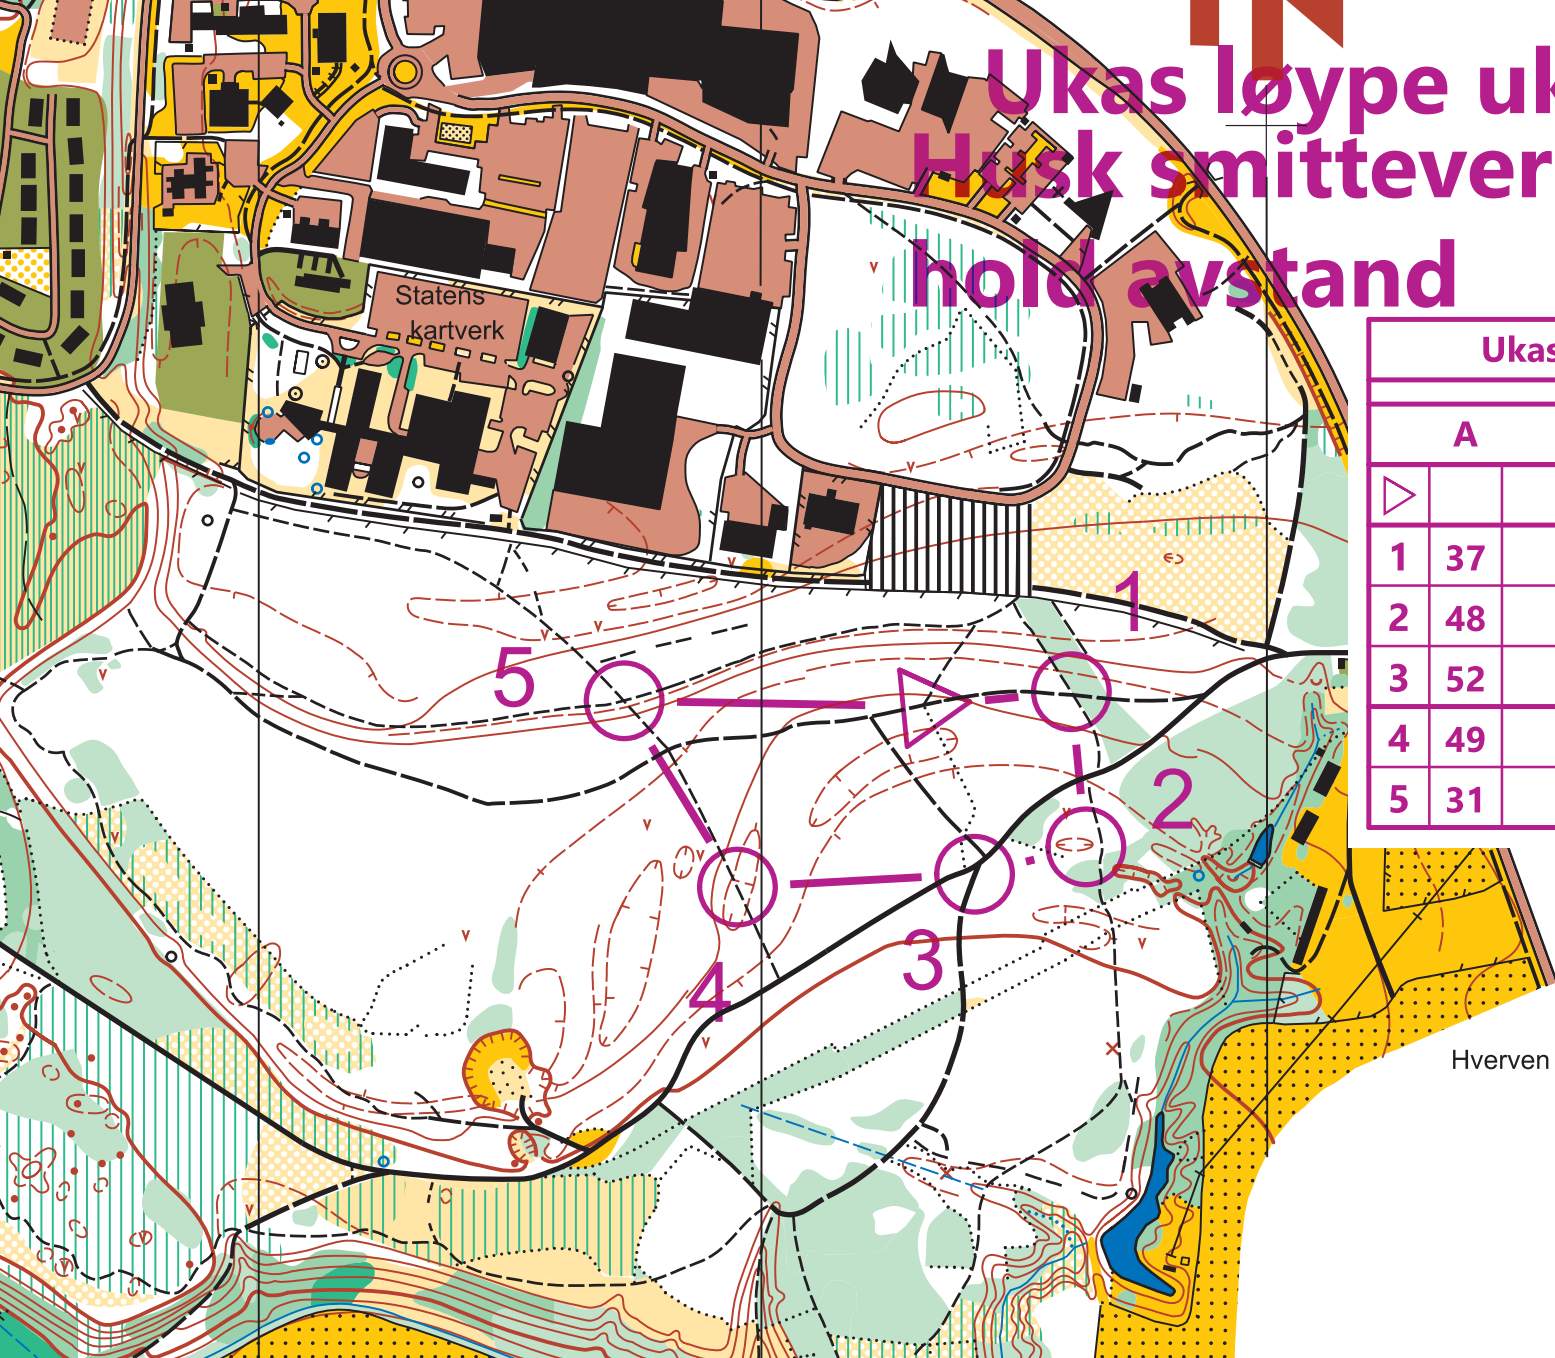 Ukas løype uk
Husk smittever
hold avstand
Statens
kartverk
Ukas
A
1 37
2 48
3 52
4 49
5 31
1
5
2
3
4
Hverven